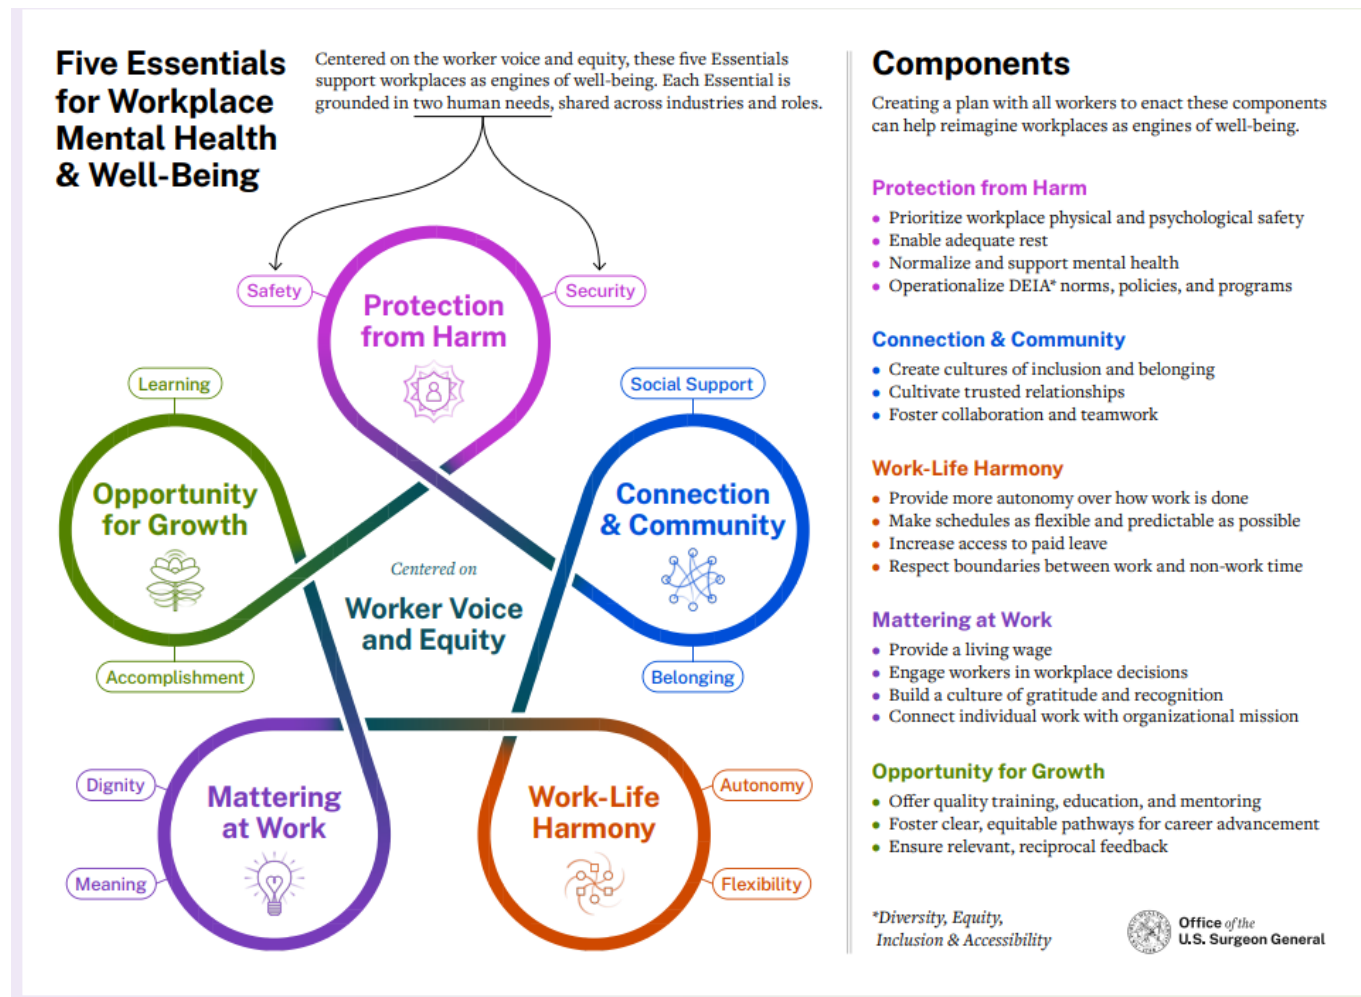 Five Essentials
for Workplace
Mental Health
& Well-Being
Centered on the worker voice and equity, these five Essentials
support workplaces as engines of well-being. Each Essential is
grounded in two human needs, shared across industries and roles.
Safety
Security
Protection
from Harm
Learning
Opportunity
for Growth
Accomplishment
Social Support
Connection
& Community
Belonging
Centered on
Worker Voice
and Equity
Dignity
Meaning
Mattering
at Work
Work-Life
Harmony
Autonomy
Flexibility
Components
Creating a plan with all workers to enact these components
can help reimagine workplaces as engines of well-being.
Protection from Harm
• Prioritize workplace physical and psychological safety
• Enable adequate rest
• Normalize and support mental health
• Operationalize DEIA* norms, policies, and programs
Connection & Community
• Create cultures of inclusion and belonging
• Cultivate trusted relationships
• Foster collaboration and teamwork
Work-Life Harmony
• Provide more autonomy over how work is done
• Make schedules as flexible and predictable as possible
• Increase access to paid leave
• Respect boundaries between work and non-work time
Mattering at Work
• Provide a living wage
• Engage workers in workplace decisions
• Build a culture of gratitude and recognition
• Connect individual work with organizational mission
Opportunity for Growth
• Offer quality training, education, and mentoring
• Foster clear, equitable pathways for career advancement
• Ensure relevant, reciprocal feedback
*Diversity, Equity,
Inclusion & Accessibility
Office of the
U.S. Surgeon General